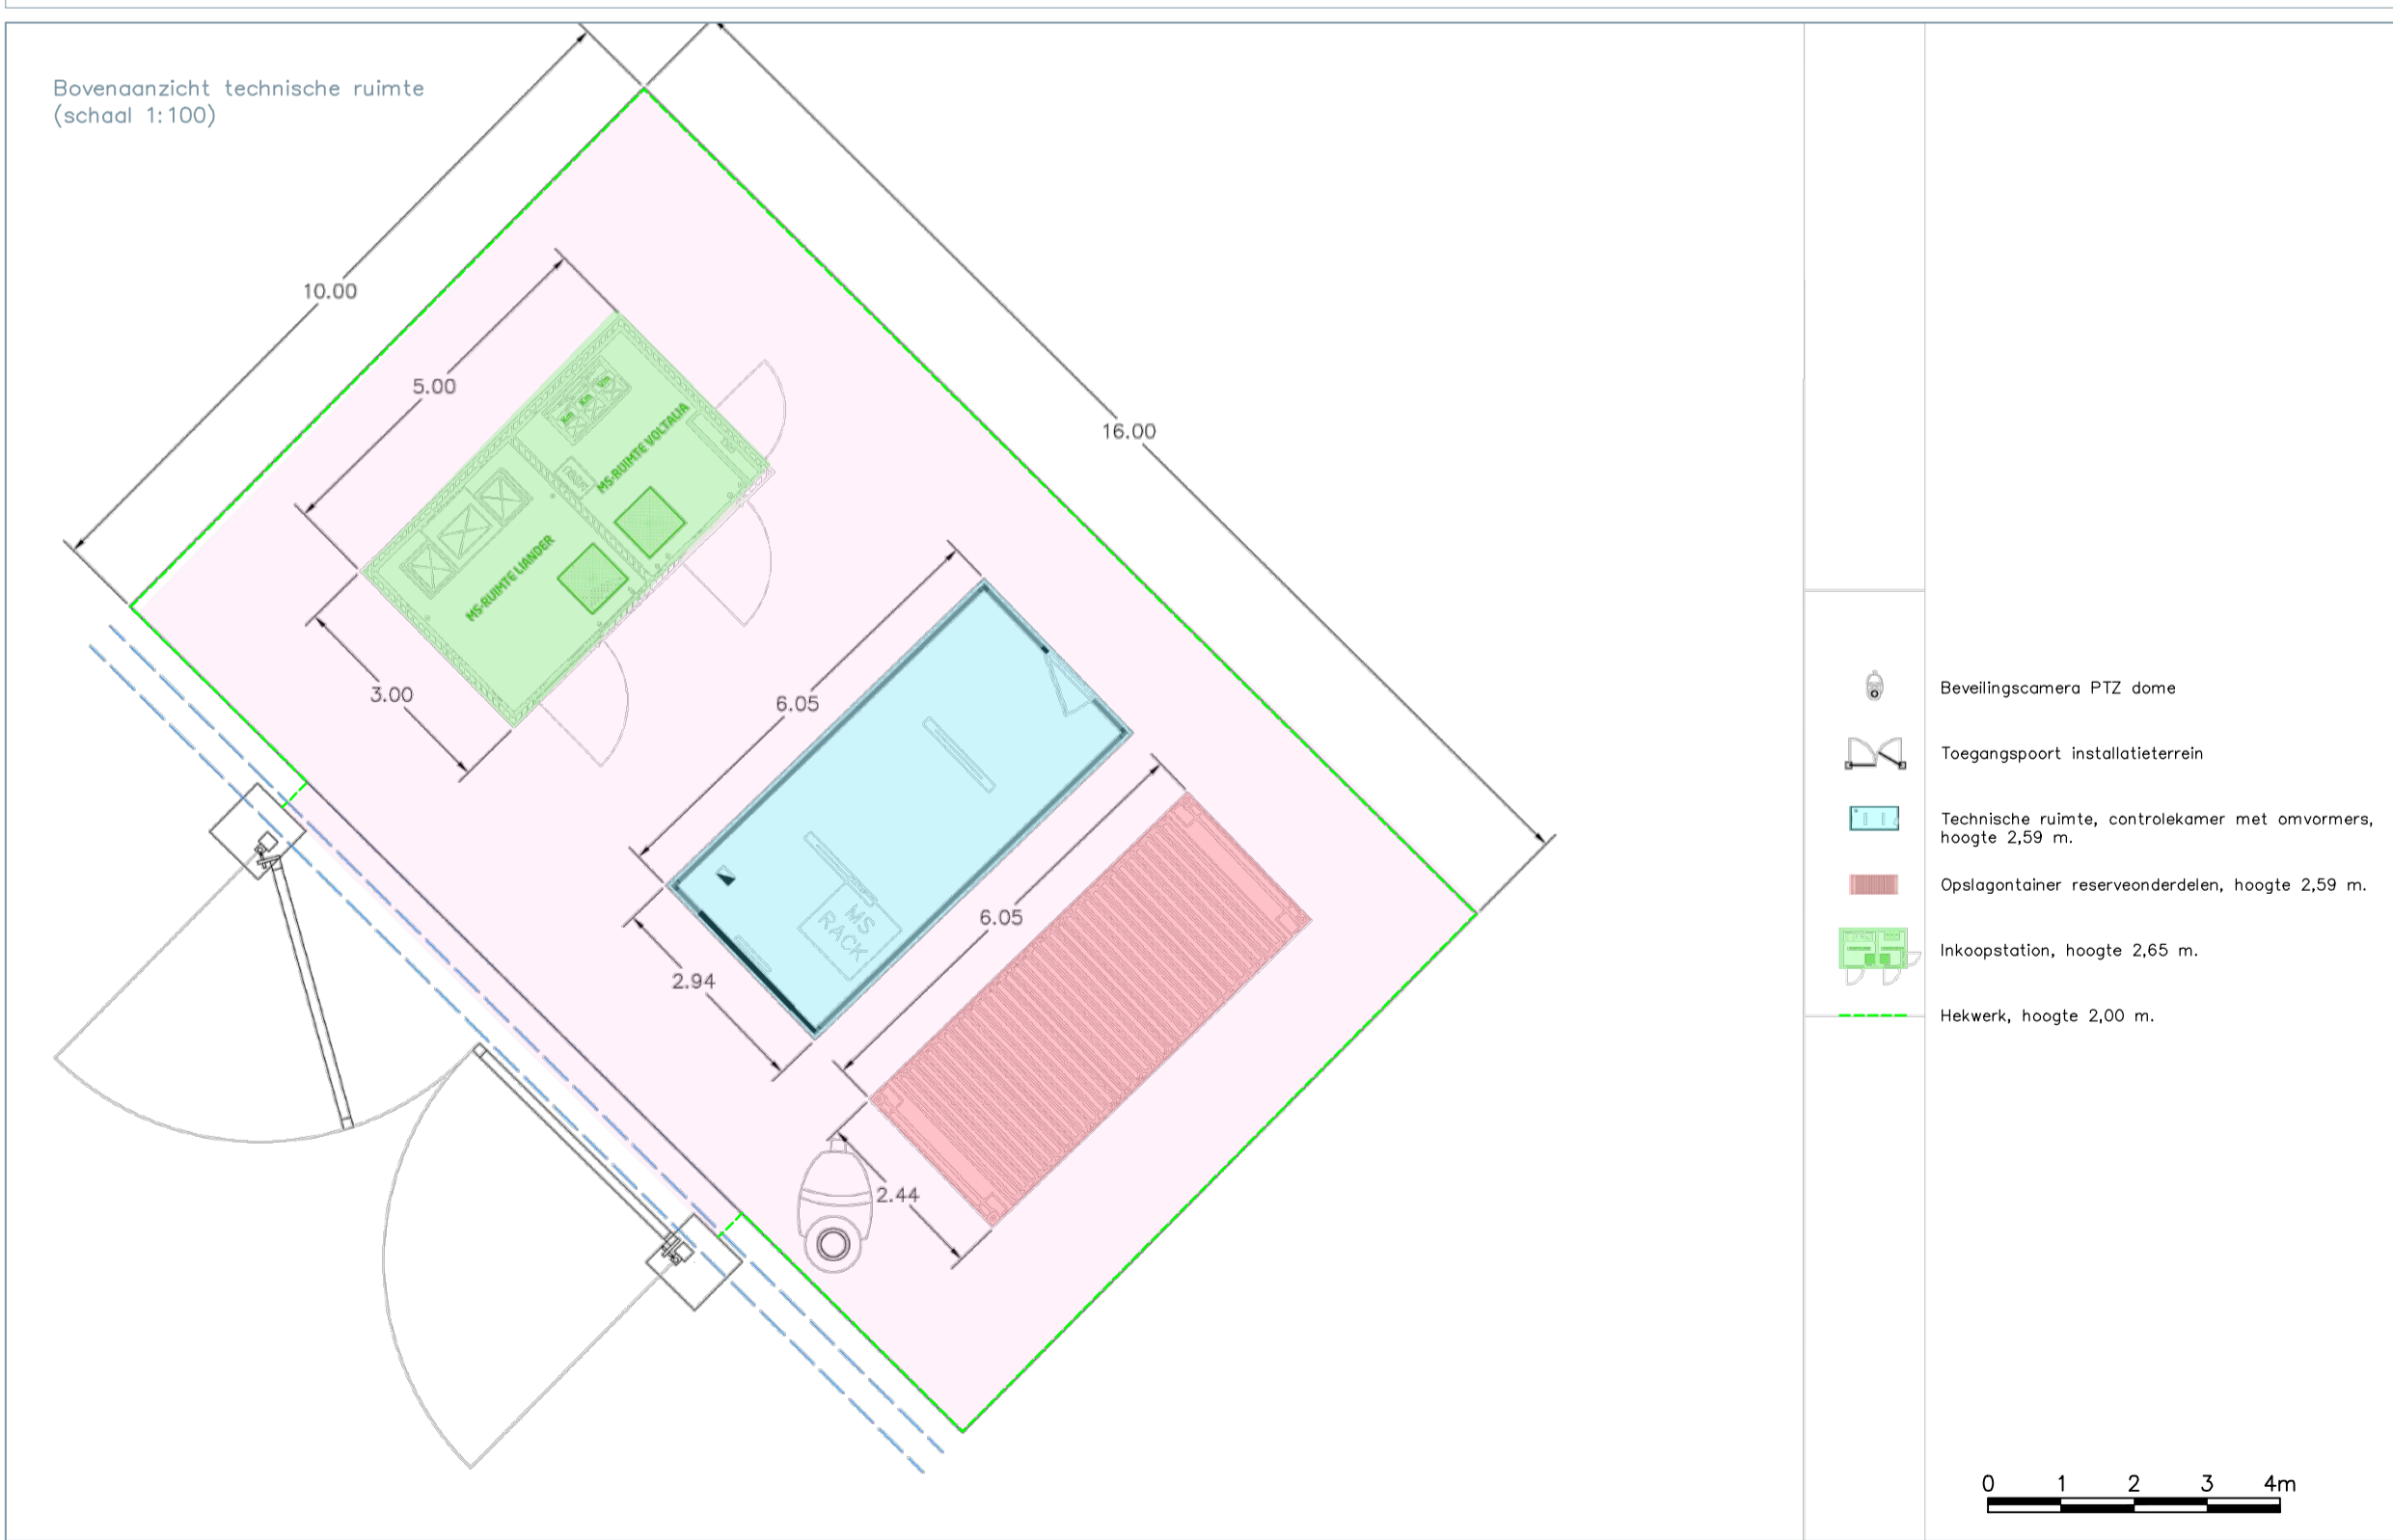 Bovenaanzicht technische ruimte
(schaal 1:100)
10.00
16.00
5.00
3.00
Km Km Vm
MS-RUIMTE VOLTALIA
MS-RUIMTE LIANDER
6.05
2.94
MS
RACK
6.05
2.44
Beveilingscamera PTZ dome
Toegangspoort installatieterrein
Technische ruimte, controlekamer met omvormers,
hoogte 2,59 m.
Opslagontainer reserveonderdelen, hoogte 2,59 m.
Inkoopstation, hoogte 2,65 m.
Hekwerk, hoogte 2,00 m.
0 1 2 3 4m